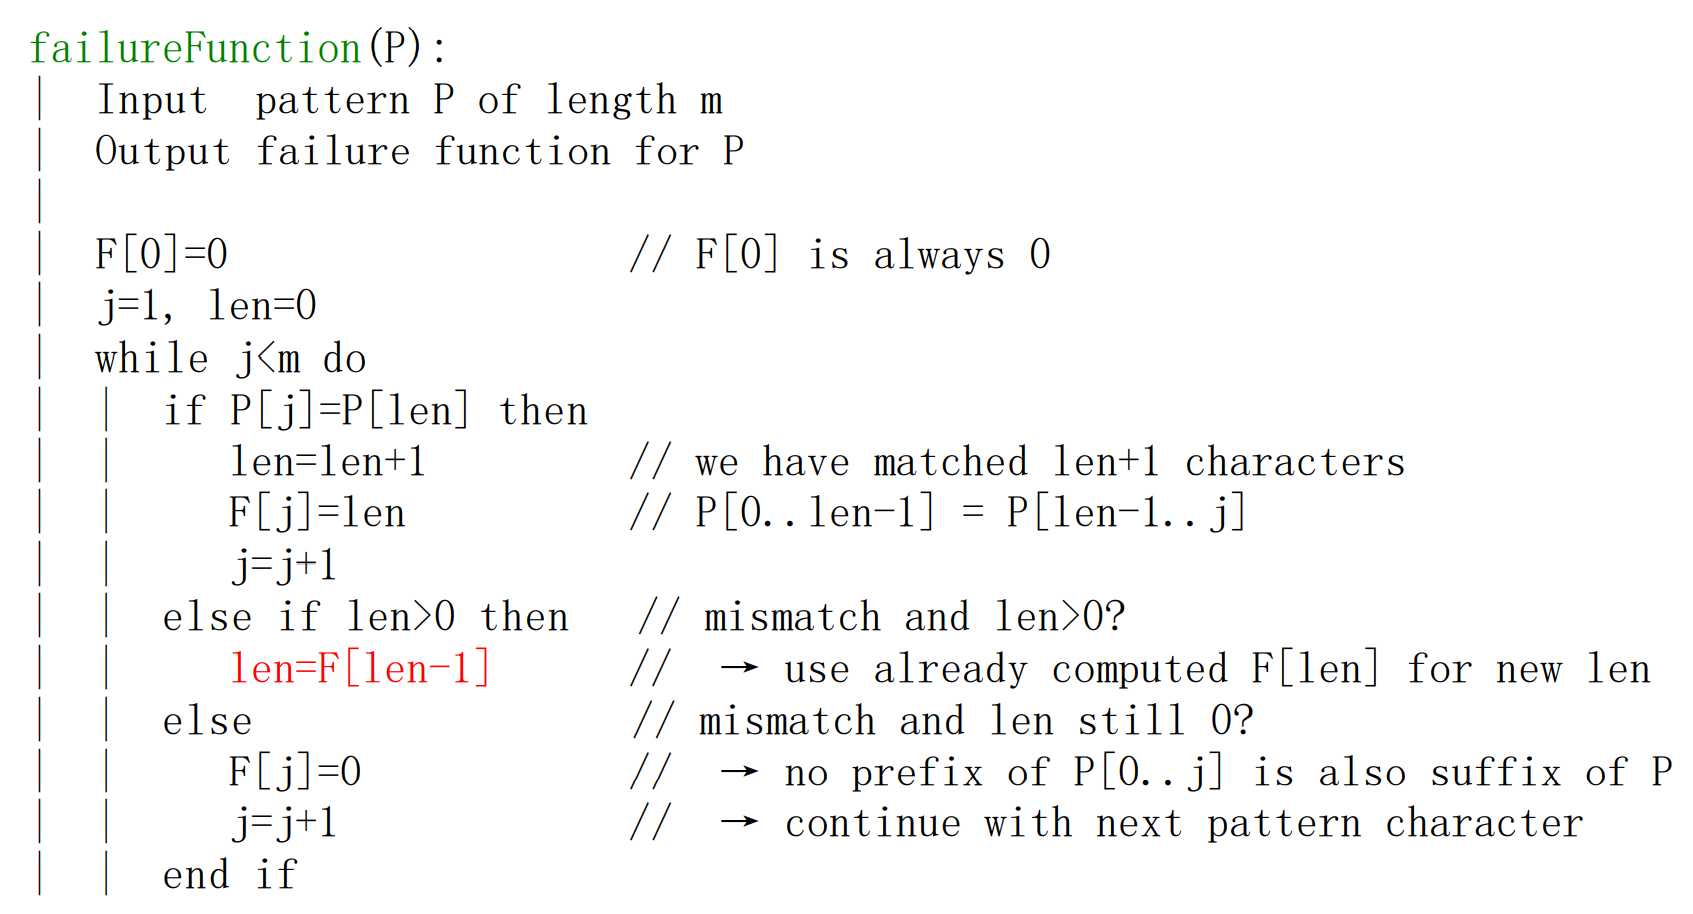 failureFunction(P):
|  Input  pattern P of length m
|  Output failure function for P
|
|  F[0]=0                  // F[0] is always 0
|  j=1, len=0
|  while j<m do
|  |  if P[j]=P[len] then
|  |     len=len+1         // we have matched len+1 characters
|  |     F[j]=len          // P[0..len-1] = P[len-1..j]
|  |     j=j+1
|  |  else if len>0 then   // mismatch and len>0?
|  |     len=F[len-1]      //  → use already computed F[len] for new len
|  |  else                 // mismatch and len still 0?
|  |     F[j]=0            //  → no prefix of P[0..j] is also suffix of P
|  |     j=j+1             //  → continue with next pattern character
|  |  end if